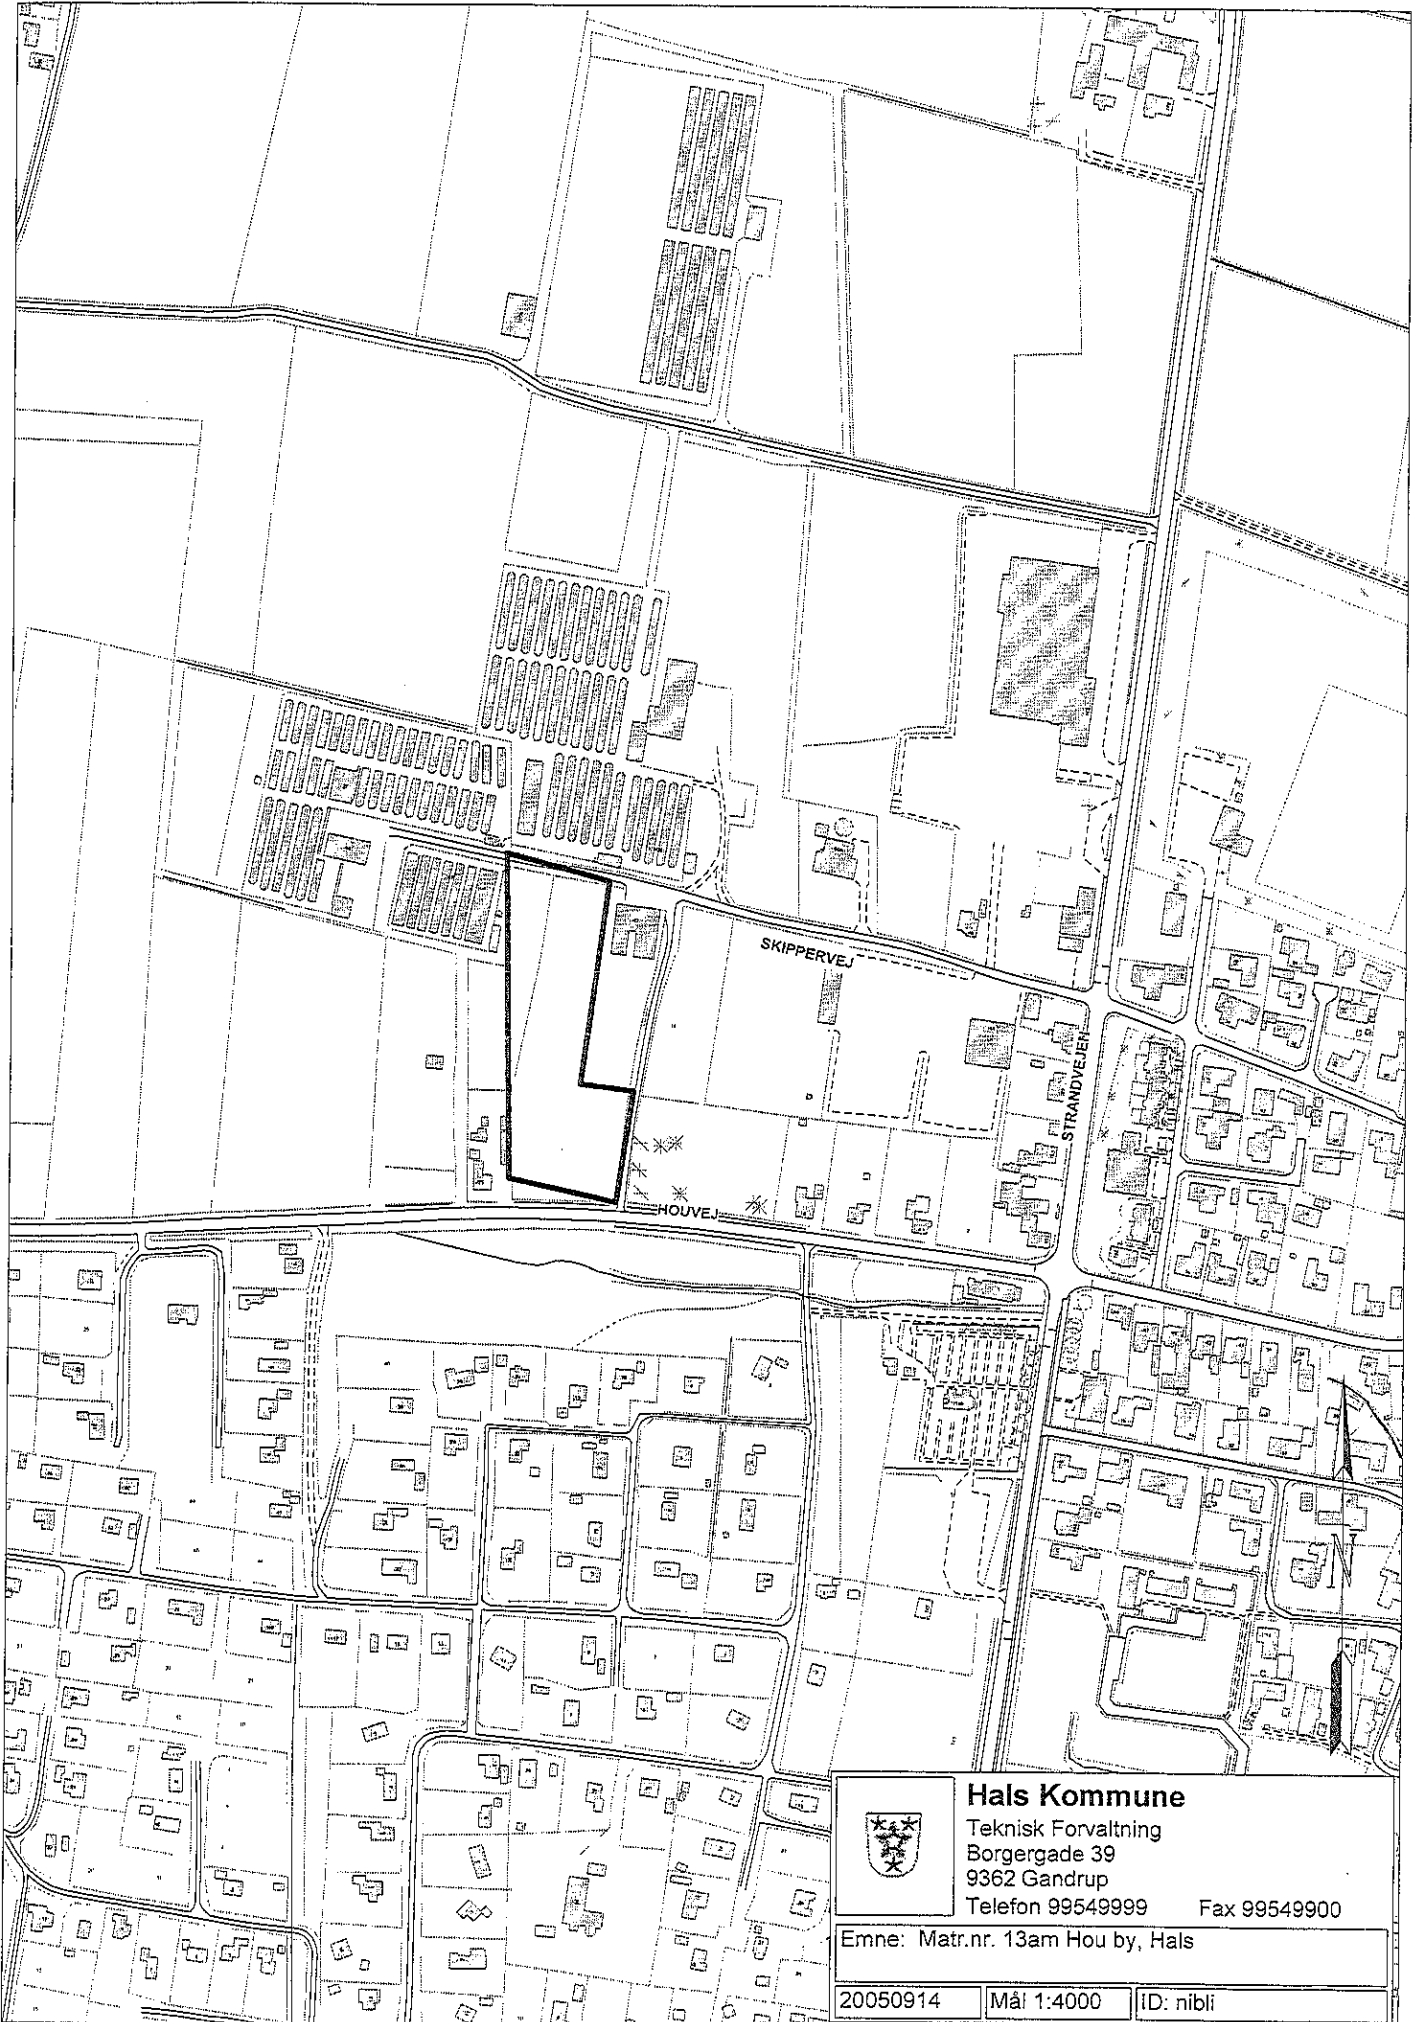 SKIPPERVEJ
STRANDVEJEN
HOUVEJ
N
Hals Kommune
Teknisk Forvaltning
Borgergade 39
9362 Gandrup
Telefon 99549999 Fax 99549900
Emne: Matr.nr. 13am Hou by, Hals
20050914 Mål 1:4000 ID: nibli